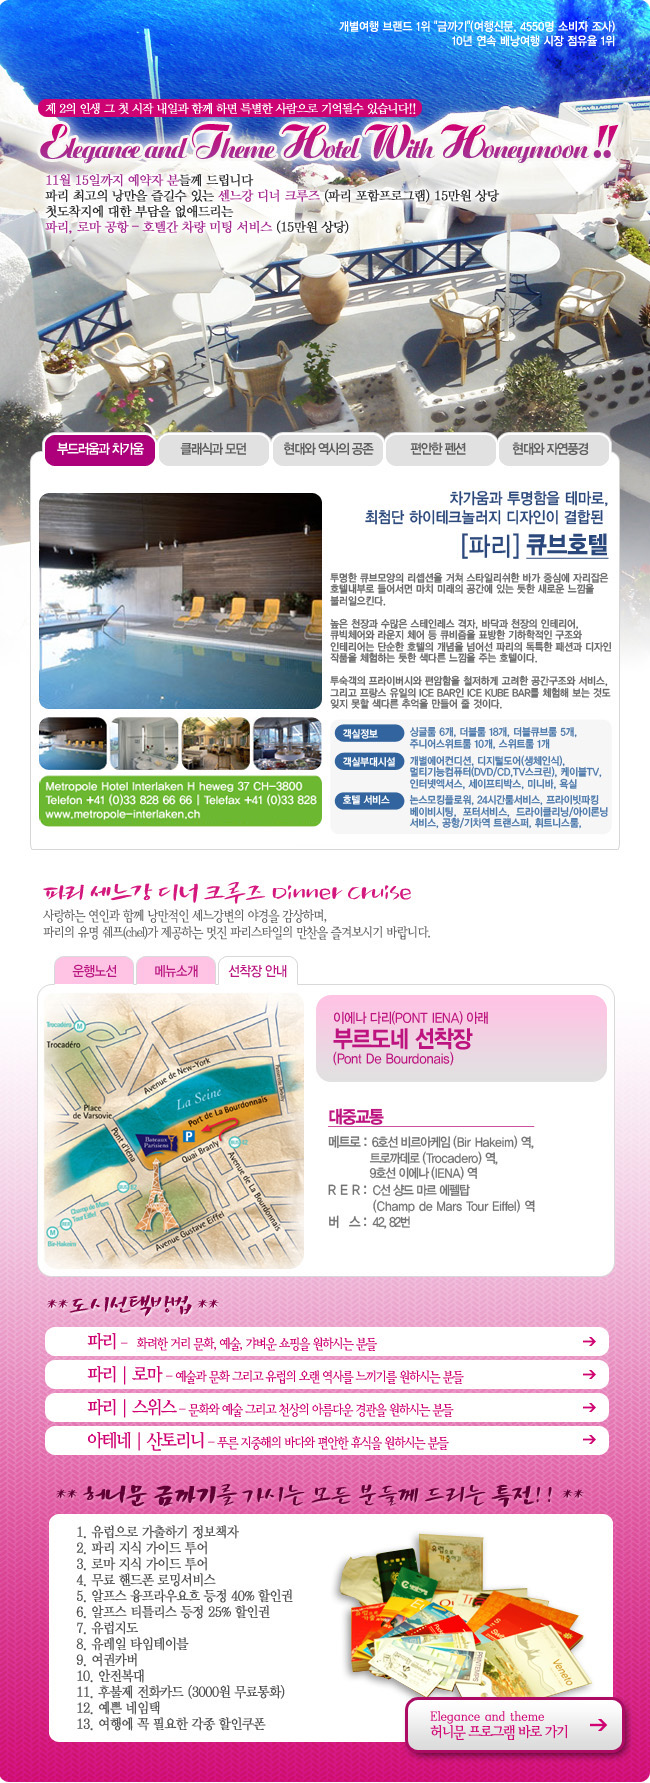 개별여행 브랜드 1위 "금까기"(여행신문, 4550명 소비자 조사)
10년 연속 배낭여행 시장 점유율 1위
제 2의 인생 그 첫 시작 내일과 함께 하면 특별한 사람으로 기억될수 있습니다!!
Elegance and Theme Hotel With Honeymoon !!
11월 15일까지 예약자 분들께 드립니다
파리 최고의 낭만을 즐길수 있는 센느강 디너 크루즈 (파리 포함프로그램) 15만원 상당
첫도착지에 대한 부담을 없애드리는
파리, 로마 공항 - 호텔간 차량 미팅 서비스 (15만원 상당)
부드러움과 차가움
클래식과 모던
현대와 역사의 공존
편안한 펜션
현대와 자연풍경
차가움과 투명함을 테마로,
최첨단 하이테크놀러지 디자인이 결합된
[파리] 큐브호텔
투명한 큐브모양의 리셉션을 거쳐 스타일리쉬한 바가 중심에 자리잡은
호텔내부로 들어서면 마치 미래의 공간에 있는 듯한 새로운 느낌을
불러일으킨다.
높은 천장과 수많은 스테인레스 격자, 바닥과 천장의 인테리어,
큐빅체어와 라운지 체어 등 큐비즘을 표방한 기하학적인 구조와
인테리어는 단순한 호텔의 개념을 넘어선 파리의 독특한 패션과 디자인
작품을 체험하는 듯한 색다른 느낌을 주는 호텔이다.
투숙객의 프라이버시와 편암함을 철저하게 고려한 공간구조와 서비스,
그리고 프랑스 유일의 ICE BAR인 ICE KUBE BAR를 체험해 보는 것도
잊지 못할 색다른 추억을 만들어 줄 것이다.
객실정보
싱글룸 6개, 더블룸 18개, 더블큐브룸 5개,
주니어스위트룸 10개, 스위트룸 1개
객실부대시설
개별에어컨디션, 디지털도어(생체인식),
멀티기능컴퓨터(DVD/CD,TV스크린), 케이블TV,
인터넷엑서스, 세이프티박스, 미니바, 욕실
호텔 서비스
논스모킹플로워, 24시간룸서비스, 프라이빗파킹
베이비시팅, 포터서비스, 드라이클리닝/아이론닝
서비스, 공항/기차역 트랜스퍼, 휘트니스룸,
Metropole Hotel Interlaken H heweg 37 CH-3800
Telefon +41 (0)33 828 66 66 | Telefax +41 (0)33 828
www.metropole-interlaken.ch
파리 세느강 디너 크루즈 Dinner Cruise
사랑하는 연인과 함께 낭만적인 세느강변의 야경을 감상하며,
파리의 유명 쉐프(chel)가 제공하는 멋진 파리스타일의 만찬을 즐겨보시기 바랍니다.
운행노선
메뉴소개
선착장 안내
Trocadéro M
Trocadéro
Avenue de New-York
Place
de Varsovie
La Seine
Port de La Bourdonnais
Pont d'Iéna
Bateaux
Parisiens
P
Quai Branly
Avenue de La Bourdonnais
Champ de Mars
Tour Eiffel
M
Bir-Hakeim
Avenue Gustave Eiffel
이에나 다리(PONT IENA) 아래
부르도네 선착장
(Pont De Bourdonais)
대중교통
메트로 : 6호선 비르아케임 (Bir Hakeim) 역,
트로까데로 (Trocadero) 역,
9호선 이에나 (IENA) 역
R E R : C선 샹드 마르 에펠탑
(Champ de Mars Tour Eiffel) 역
버 스 : 42, 82번
**도시선택방법, **
파리 - 화려한 거리 문화, 예술, 갸벼운 쇼핑을 원하시는 분들
파리 | 로마 - 예술과 문화 그리고 유럽의 오랜 역사를 느끼기를 원하시는 분들
파리 | 스위스 - 문화와 예술 그리고 천상의 아름다운 경관을 원하시는 분들
아테네 | 산토리니 - 푸른 지중해의 바다와 편안한 휴식을 원하시는 분들
** 허니문 금까기를 가시는 모든 분들께 드리는 특전!! **
1. 유럽으로 가출하기 정보책자
2. 파리 지식 가이드 투어
3. 로마 지식 가이드 투어
4. 무료 핸드폰 로밍서비스
5. 알프스 융프라우요흐 등정 40% 할인권
6. 알프스 티틀리스 등정 25% 할인권
7. 유럽지도
8. 유레일 타임테이블
9. 여권카버
10. 안전복대
11. 후불제 전화카드 (3000원 무료통화)
12. 예쁜 네임택
13. 여행에 꼭 필요한 각종 할인쿠폰
유럽으로
가출하기
Veneto
Elegance and theme
허니문 프로그램 바로 가기